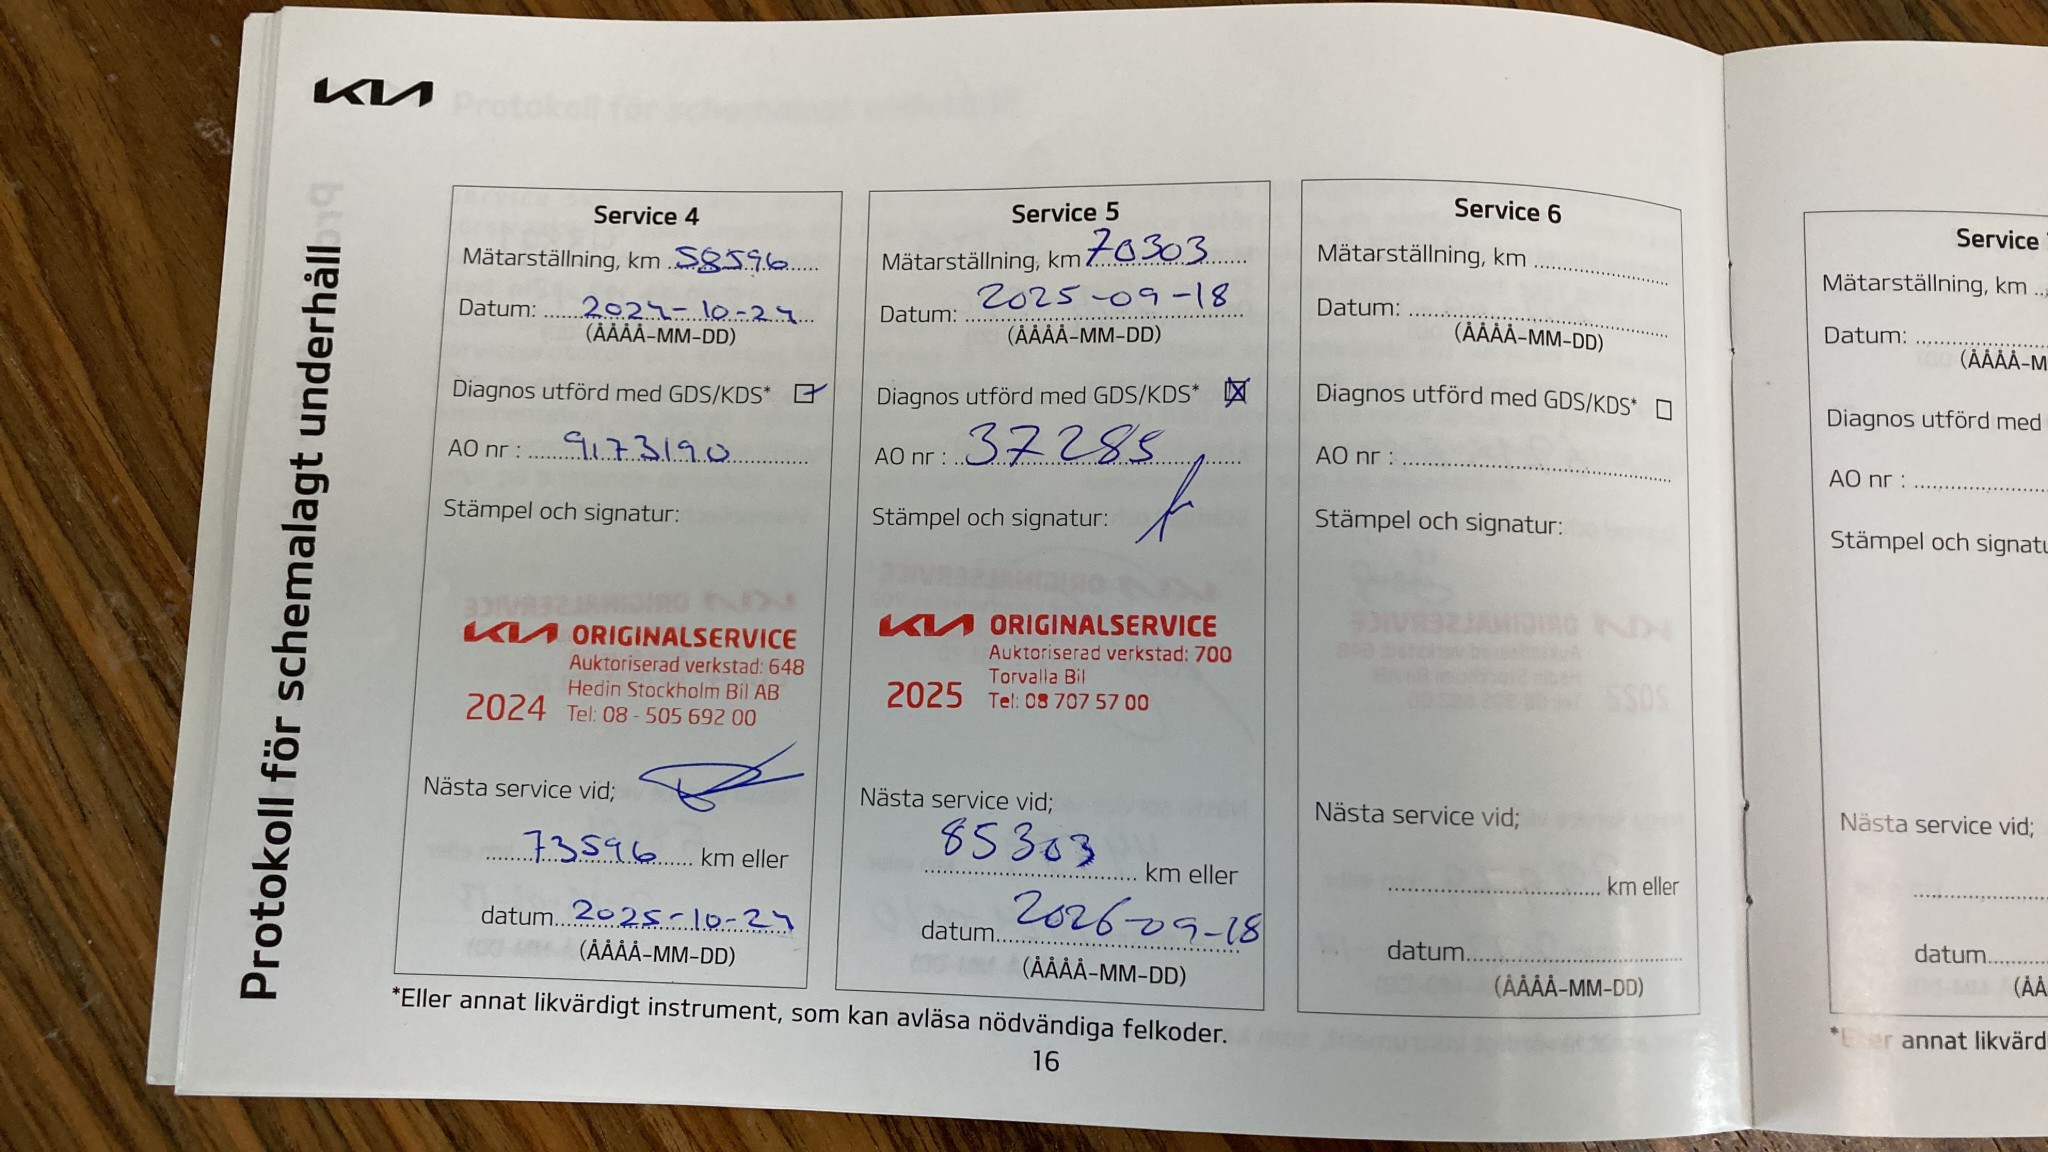 KIA
Protokoll för schemalagt underhåll
Service 4
Mätarställning, km 58596
Datum: 2024-10-24
(ÅÅÅÅ-MM-DD)
Diagnos utförd med GDS/KDS*
AO nr : 9173190
Stämpel och signatur:
KIA ORIGINALSERVICE
Auktoriserad verkstad: 648
Hedin Stockholm Bil AB
2024 Tel: 08 - 505 692 00
Nästa service vid;
73596 km eller
datum 2025-10-24
(ÅÅÅÅ-MM-DD)
Service 5
Mätarställning, km 70303
Datum: 2025-09-18
(ÅÅÅÅ-MM-DD)
Diagnos utförd med GDS/KDS*
AO nr : 37285
Stämpel och signatur:
KIA ORIGINALSERVICE
Auktoriserad verkstad: 700
Torvalla Bil
2025 Tel: 08 707 57 00
Nästa service vid;
85303 km eller
datum 2026-09-18
(ÅÅÅÅ-MM-DD)
Service 6
Mätarställning, km
Datum:
(ÅÅÅÅ-MM-DD)
Diagnos utförd med GDS/KDS*
AO nr :
Stämpel och signatur:
Nästa service vid;
km eller
datum
(ÅÅÅÅ-MM-DD)
*Eller annat likvärdigt instrument, som kan avläsa nödvändiga felkoder.
16
Service
Mätarställning, km
Datum:
(ÅÅÅÅ-M
Diagnos utförd med
AO nr :
Stämpel och signatu
Nästa service vid;
datum
(ÅÅ
*Eller annat likvärd